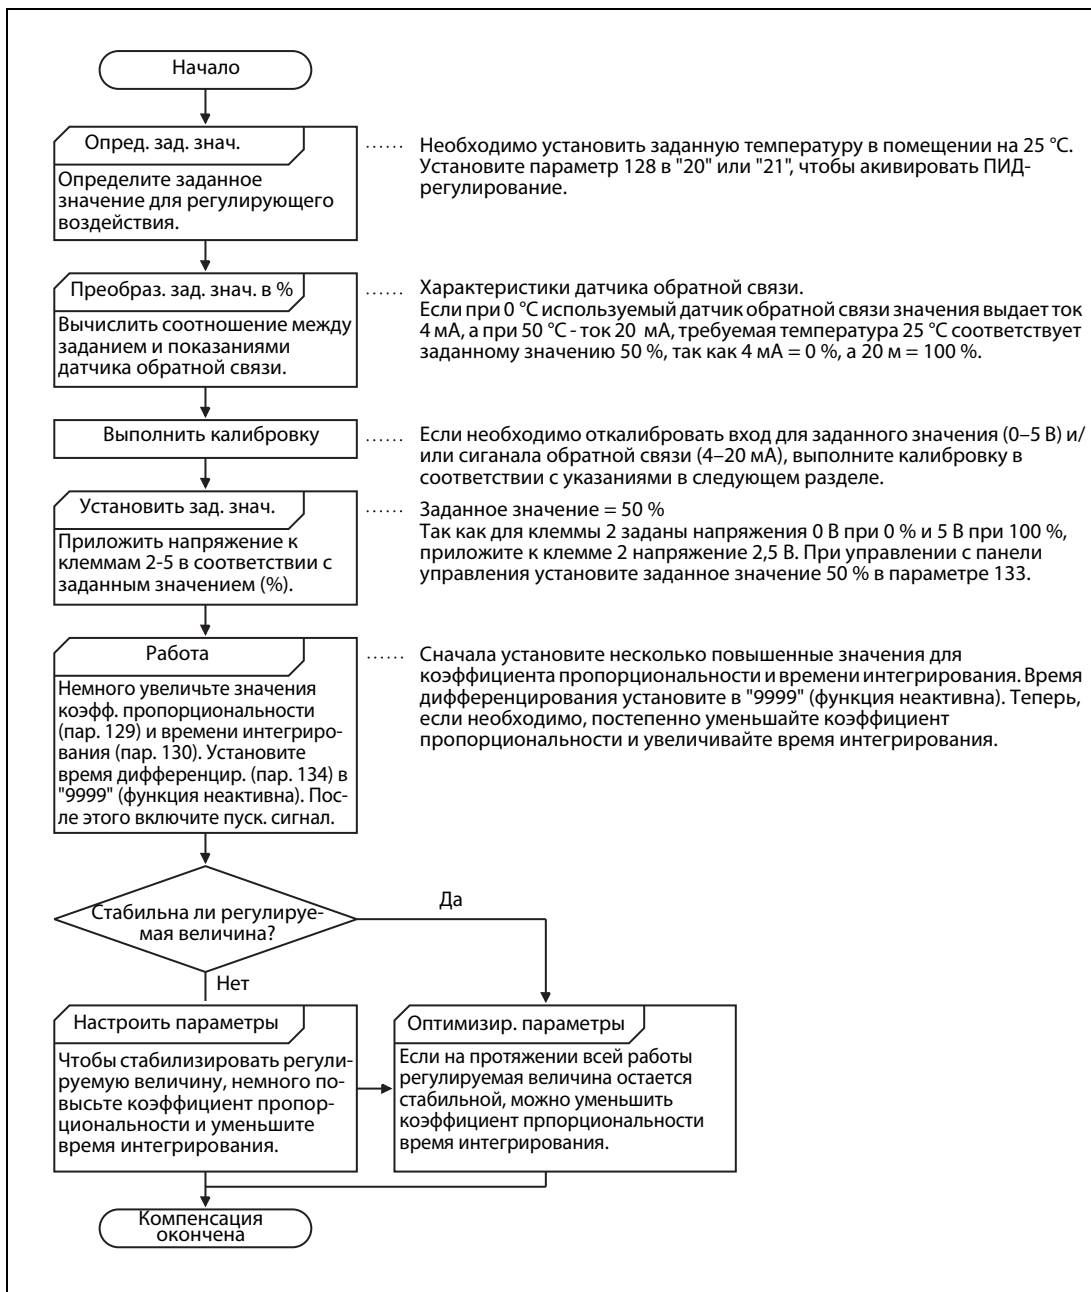 Начало
Опред. зад. знач.
Определите заданное
значение для регулирующего
воздействия.
...... Необходимо установить заданную температуру в помещении на 25 °C.
Установите параметр 128 в "20" или "21", чтобы акивировать ПИД-
регулирование.
Преобраз. зад. знач. в %
Вычислить соотношение между
заданием и показаниями
датчика обратной связи.
...... Характеристики датчика обратной связи.
Если при 0 °C используемый датчик обратной связи значения выдает ток
4 мА, а при 50 °C - ток 20 мА, требуемая температура 25 °C соответствует
заданному значению 50 %, так как 4 мА = 0 %, а 20 м = 100 %.
Выполнить калибровку
...... Если необходимо откалибровать вход для заданного значения (0–5 В) и/
или сиганала обратной связи (4–20 мА), выполните калибровку в
соответствии с указаниями в следующем разделе.
Установить зад. знач.
Приложить напряжение к
клеммам 2-5 в соответствии с
заданным значением (%).
...... Заданное значение = 50 %
Так как для клеммы 2 заданы напряжения 0 В при 0 % и 5 В при 100 %,
приложите к клемме 2 напряжение 2,5 В. При управлении с панели
управления установите заданное значение 50 % в параметре 133.
Работа
Немного увеличьте значения
коэфф. пропорциональности
(пар. 129) и времени интегриро-
вания (пар. 130). Установите
время дифференцир. (пар. 134) в
"9999" (функция неактивна). Пос-
ле этого включите пуск. сигнал.
...... Сначала установите несколько повышенные значения для
коэффициента пропорциональности и времени интегрирования. Время
дифференцирования установите в "9999" (функция неактивна). Теперь,
если необходимо, постепенно уменьшайте коэффициент
пропорциональности и увеличивайте время интегрирования.
Стабильна ли регулируе-
мая величина?
Да
Нет
Настроить параметры
Чтобы стабилизировать регули-
руемую величину, немного по-
высьте коэффициент пропор-
циональности и уменьшите
время интегрирования.
Оптимизир. параметры
Если на протяжении всей работы
регулируемая величина остается
стабильной, можно уменьшить
коэффициент прпорциональности
время интегрирования.
Компенсация
окончена